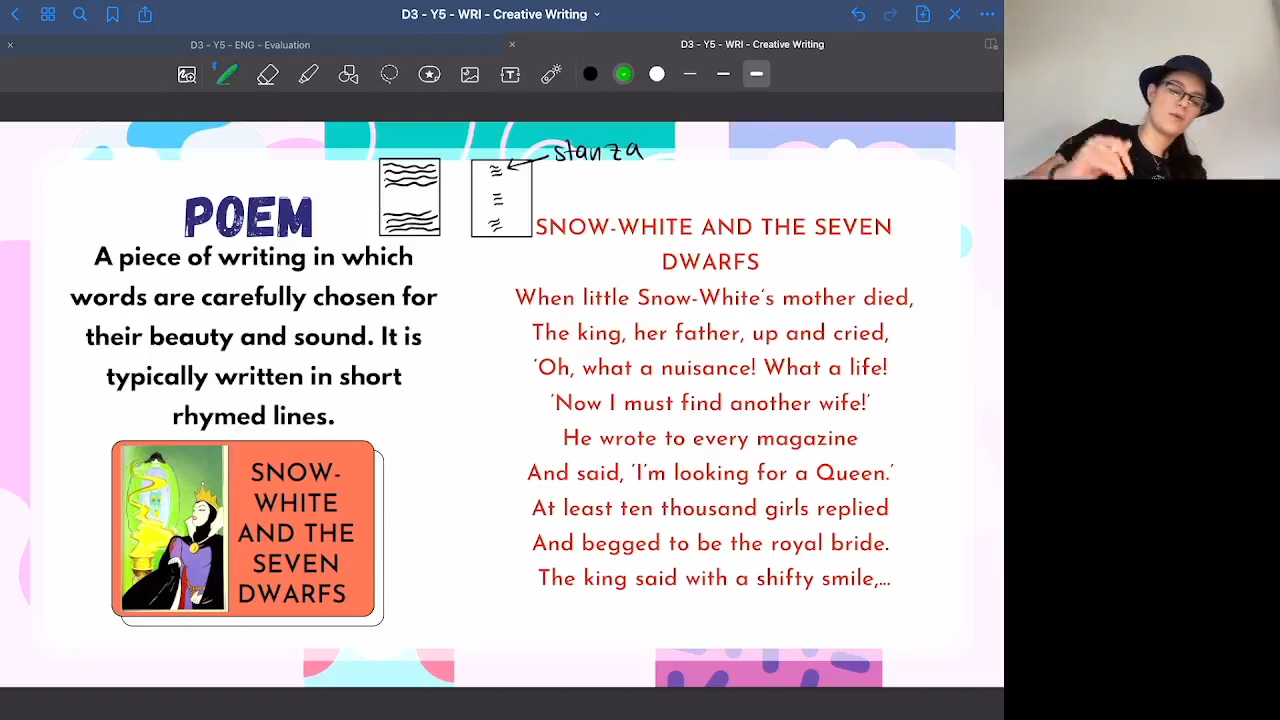 D3 - Y5 - WRI - Creative Writing
D3 - Y5 - ENG - Evaluation
D3 - Y5 - WRI - Creative Writing
stanza
POEM
A piece of writing in which
words are carefully chosen for
their beauty and sound. It is
typically written in short
rhymed lines.
SNOW-
WHITE
AND THE
SEVEN
DWARFS
SNOW-WHITE AND THE SEVEN
DWARFS
When little Snow-White's mother died,
The king, her father, up and cried,
'Oh, what a nuisance! What a life!
'Now I must find another wife!'
He wrote to every magazine
And said, 'I'm looking for a Queen.'
At least ten thousand girls replied
And begged to be the royal bride.
The king said with a shifty smile,...